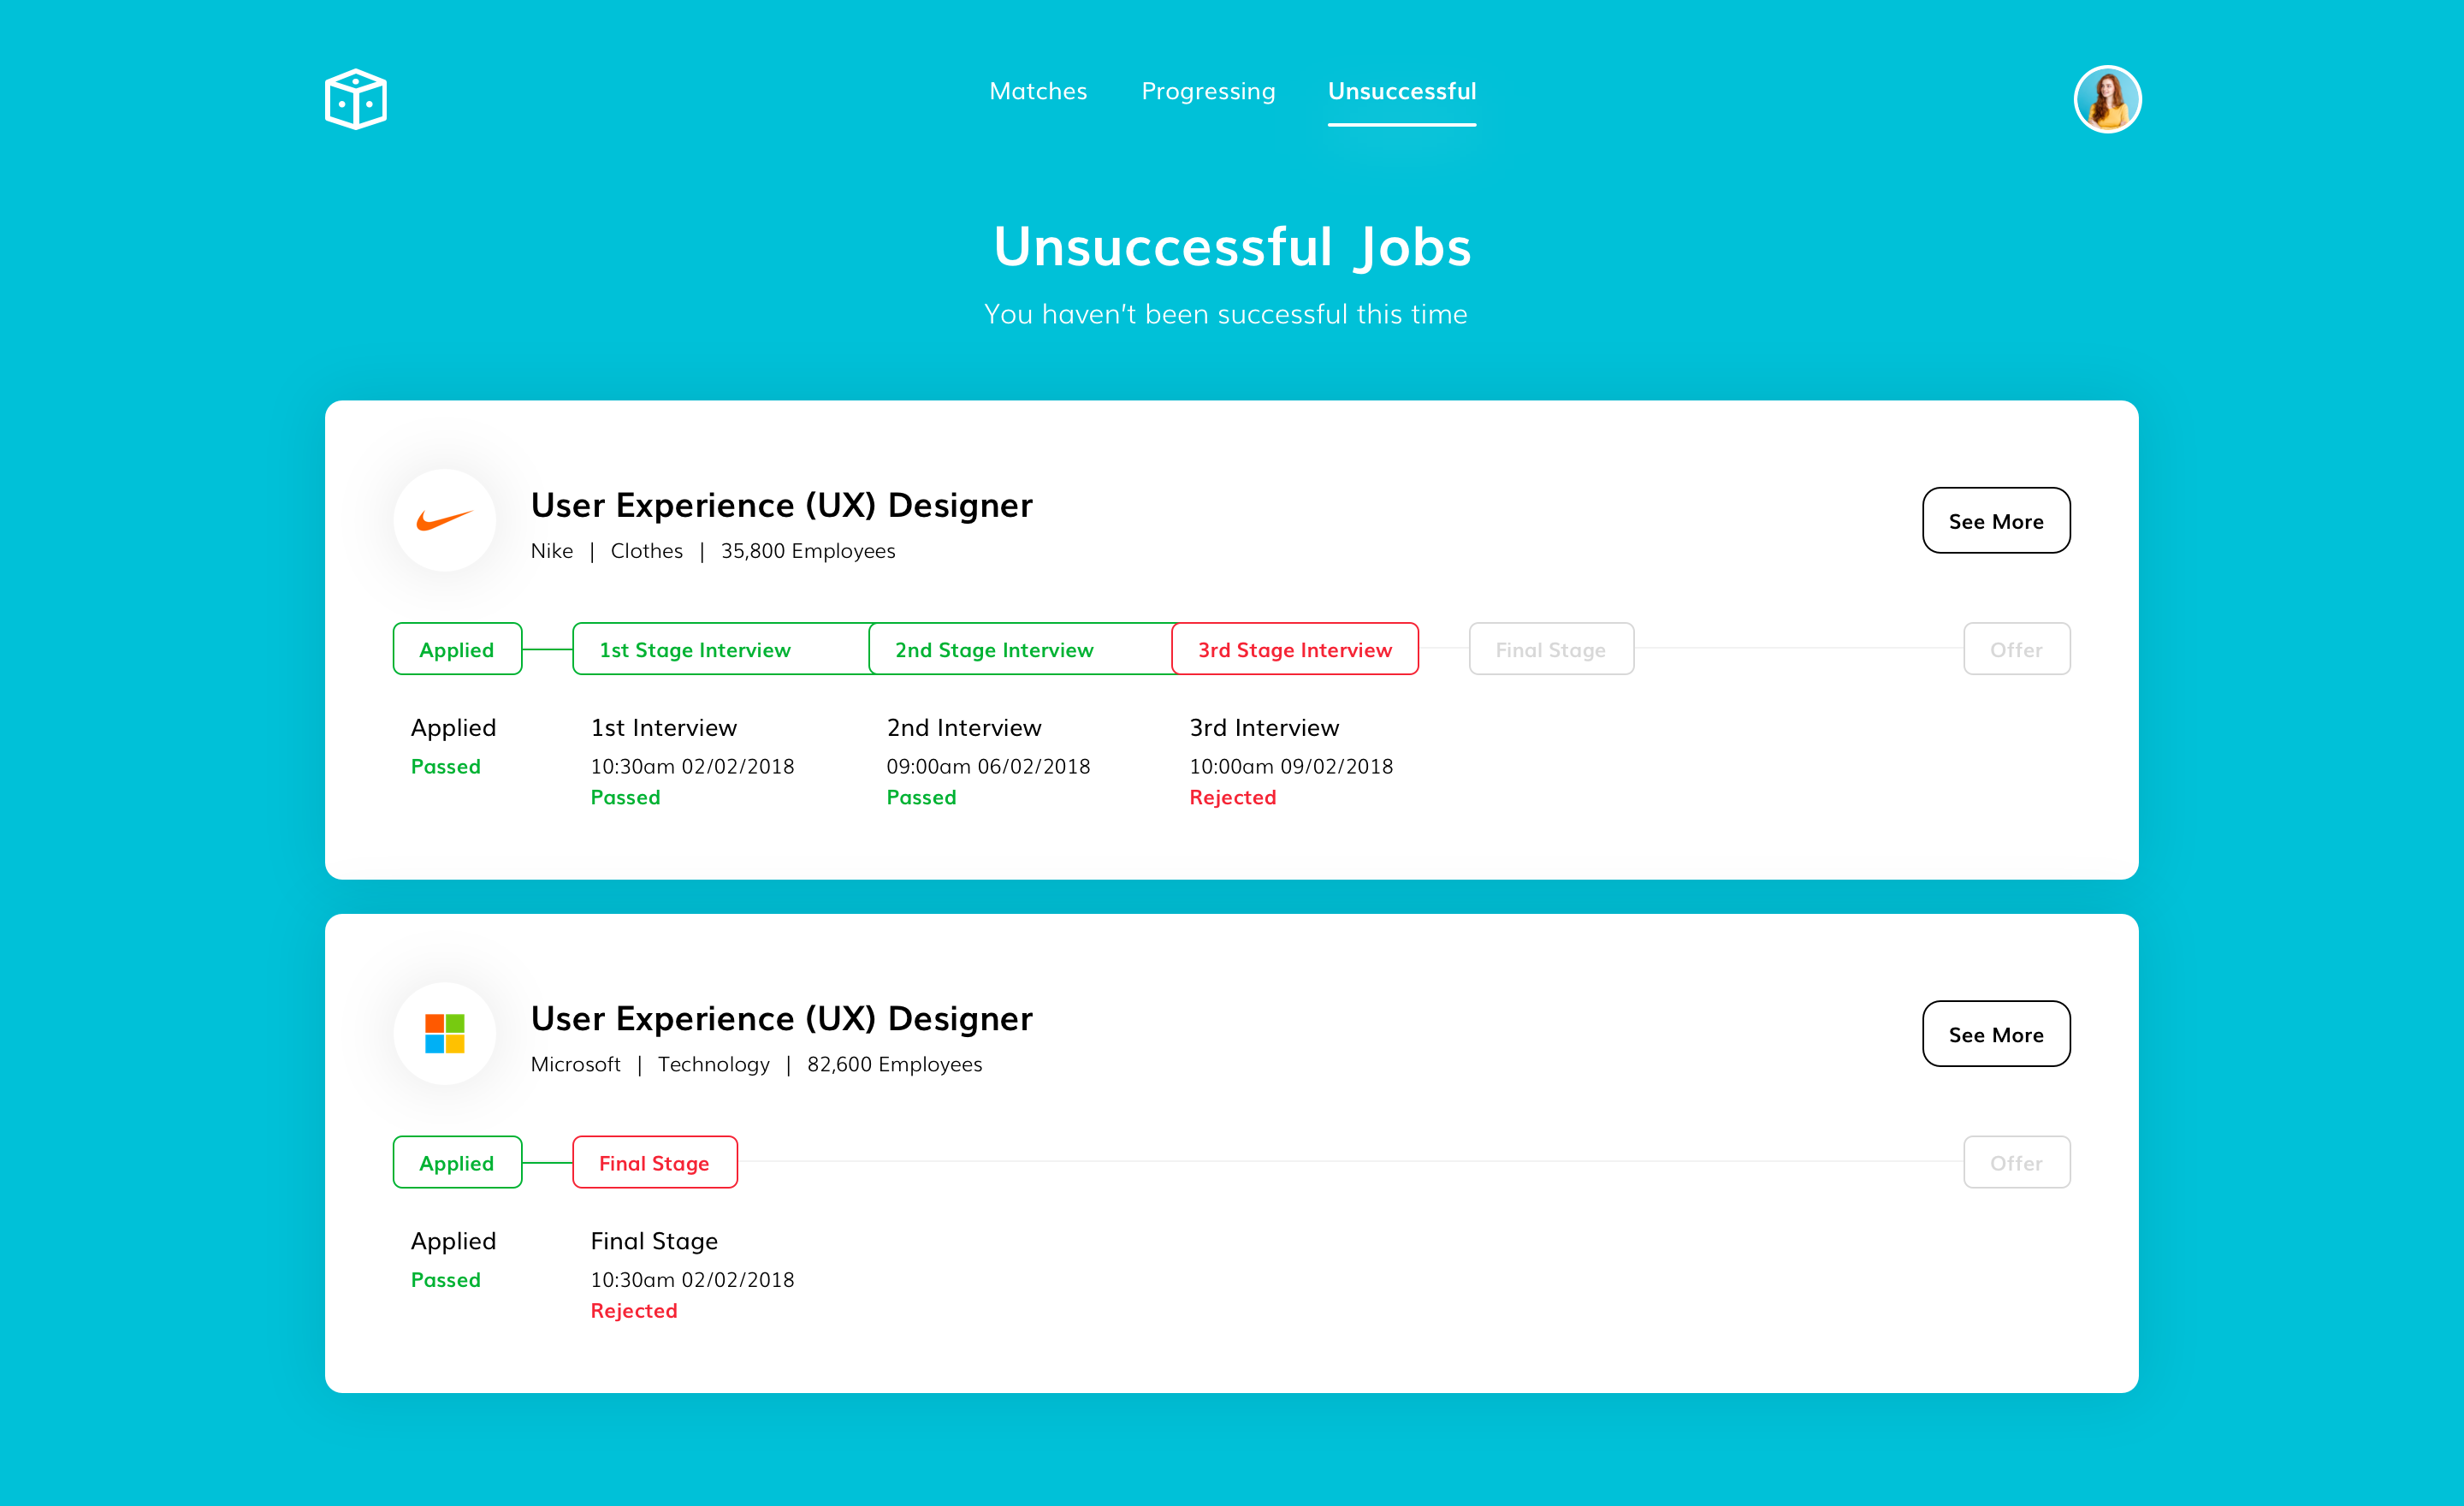 Matches Progressing Unsuccessful
Unsuccessful Jobs
You haven't been successful this time
User Experience (UX) Designer
Nike | Clothes | 35,800 Employees
See More
Applied 1st Stage Interview 2nd Stage Interview 3rd Stage Interview Final Stage Offer
Applied 1st Interview 2nd Interview 3rd Interview
Passed 10:30am 02/02/2018 09:00am 06/02/2018 10:00am 09/02/2018
Passed Passed Rejected
User Experience (UX) Designer
Microsoft | Technology | 82,600 Employees
See More
Applied Final Stage Offer
Applied Final Stage
Passed 10:30am 02/02/2018
Rejected